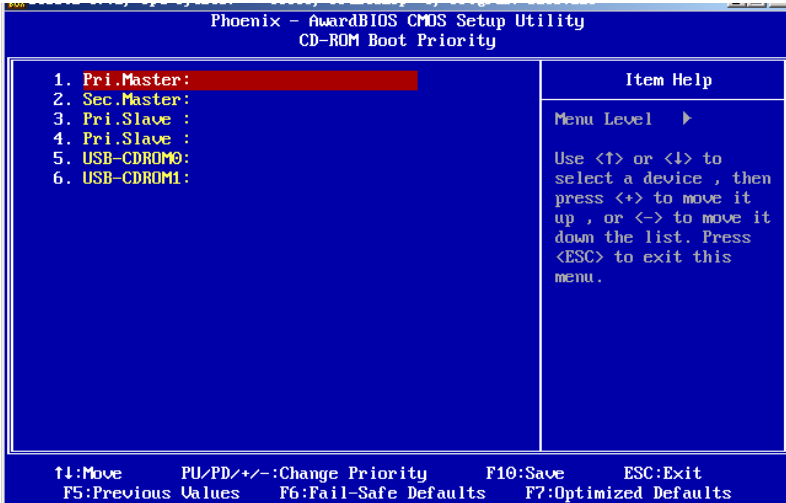 Phoenix - AwardBIOS CMOS Setup Utility
CD-ROM Boot Priority
1. Pri.Master:
2. Sec.Master:
3. Pri.Slave :
4. Pri.Slave :
5. USB-CDROM0:
6. USB-CDROM1:
Item Help
Menu Level ▶
Use <↑> or <↓> to
select a device , then
press <+> to move it
up , or <-> to move it
down the list. Press
<ESC> to exit this
menu.
↑↓:Move PU/PD/+/-:Change Priority F10:Save ESC:Exit
F5:Previous Values F6:Fail-Safe Defaults F7:Optimized Defaults